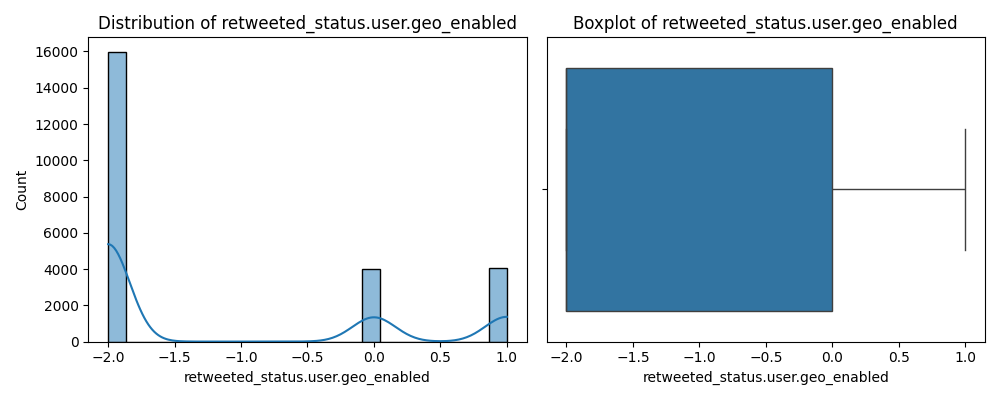 Distribution of retweeted_status.user.geo_enabled
16000
14000
12000
10000
8000
6000
4000
2000
0
Count
−2.0 −1.5 −1.0 −0.5 0.0 0.5 1.0
retweeted_status.user.geo_enabled
Boxplot of retweeted_status.user.geo_enabled
−2.0 −1.5 −1.0 −0.5 0.0 0.5 1.0
retweeted_status.user.geo_enabled